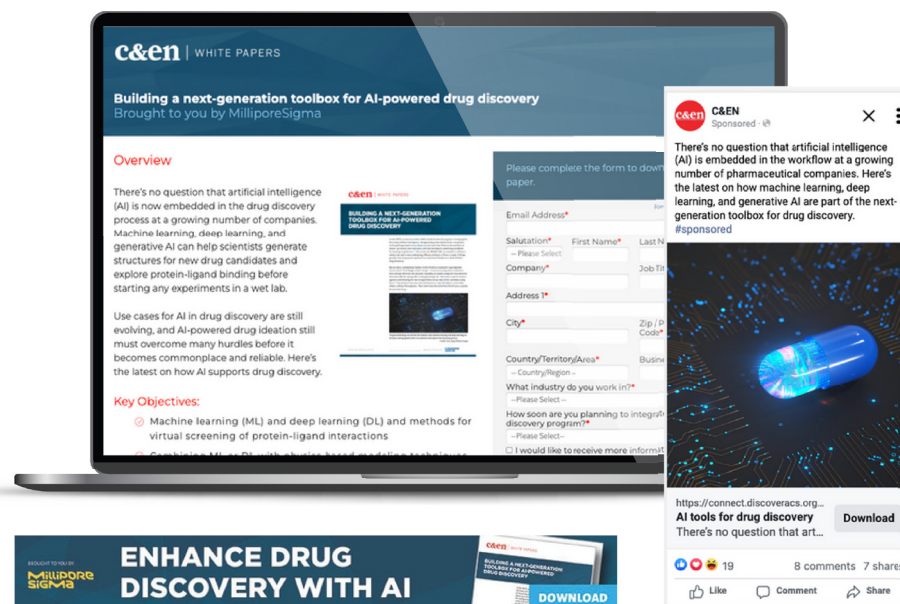 c&en | WHITE PAPERS
Building a next-generation toolbox for AI-powered drug discovery
Brought to you by MilliporeSigma
Overview
There's no question that artificial intelligence
(AI) is now embedded in the drug discovery
process at a growing number of companies.
Machine learning, deep learning, and
generative AI can help scientists generate
structures for new drug candidates and
explore protein-ligand binding before
starting any experiments in a wet lab.
Use cases for AI in drug discovery are still
evolving, and AI-powered drug ideation still
must overcome many hurdles before it
becomes commonplace and reliable. Here's
the latest on how AI supports drug discovery.
Key Objectives:
Machine learning (ML) and deep learning (DL) and methods for
virtual screening of protein-ligand interactions
c&en | WHITE PAPERS
BUILDING A NEXT-GENERATION
TOOLBOX FOR AI-POWERED
DRUG DISCOVERY
Please complete the form to down
paper.
Email Address*
Salutation* First Name* Last N
-- Please Select
Company* Job Tit
Address 1*
City* Zip / P
Code*
Country/Territory/Area* Busine
-- Country/Region --
What industry do you work in?*
--Please Select--
How soon are you planning to integrat
discovery program?*
--Please Select--
I would like to receive more informat
c&en
C&EN
Sponsored
There's no question that artificial intelligence
(AI) is embedded in the workflow at a growing
number of pharmaceutical companies. Here's
the latest on how machine learning, deep
learning, and generative AI are part of the next-
generation toolbox for drug discovery.
#sponsored
https://connect.discoveracs.org...
AI tools for drug discovery
There's no question that art...
Download
19
8 comments 7 shares
Like Comment Share
BROUGHT TO YOU BY
MILLIPORE
SIGMA
ENHANCE DRUG
DISCOVERY WITH AI
c&en | WHITE PAPERS
BUILDING A NEXT-GENERATION
TOOLBOX FOR AI-POWERED
DRUG DISCOVERY
DOWNLOAD